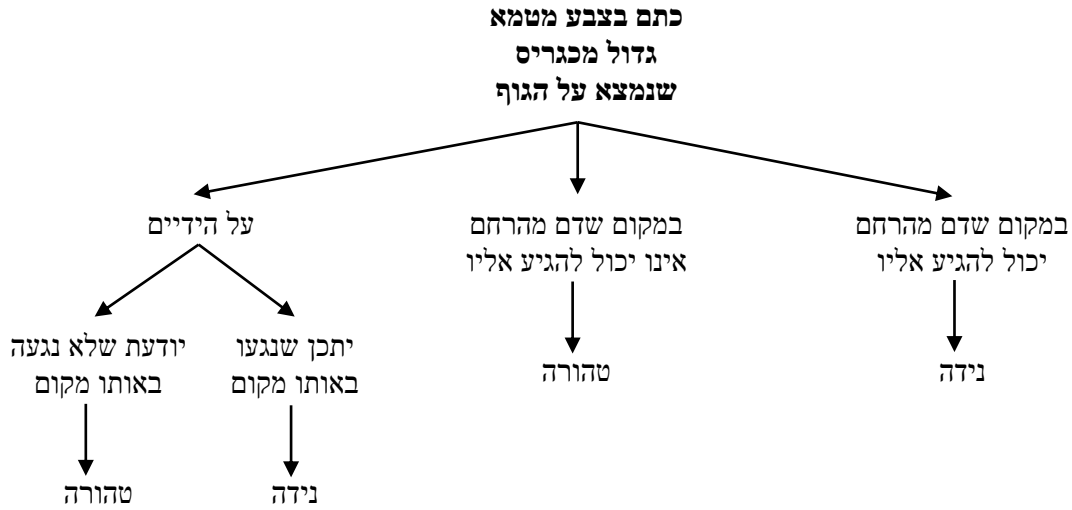 כתם בצבע מטמא
גדול מכגריס
שנמצא על הגוף
במקום שדם מהרחם
יכול להגיע אליו
במקום שדם מהרחם
אינו יכול להגיע אליו
על הידיים
נידה
טהורה
יתכן שנגעו
באותו מקום
יודעת שלא נגעה
באותו מקום
נידה
טהורה